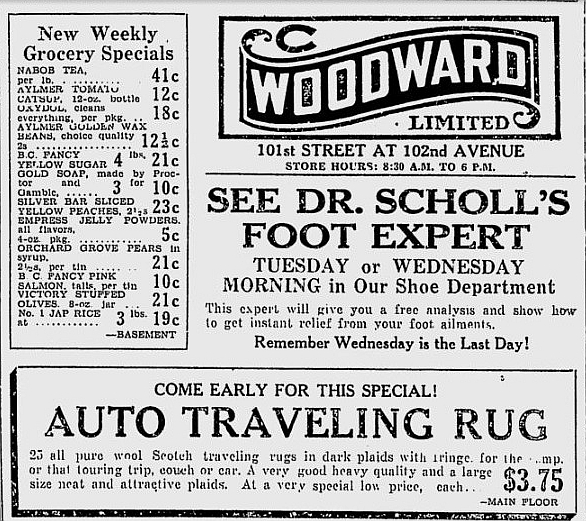 New Weekly
Grocery Specials
NABOB TEA,
per lb. .......... 41c
AYLMER TOMATO
CATSUP, 12-oz. bottle 12c
OXYDOL, cleans
everything, per pkg. .. 18c
AYLMER GOLDEN WAX
BEANS, choice quality
2s .............. 12½c
B.C. FANCY
YELLOW SUGAR 4 lbs. 21c
GOLD SOAP, made by Proc-
tor and
Gamble, ...... 3 for 10c
SILVER BAR SLICED
YELLOW PEACHES, 2½s 23c
EMPRESS JELLY POWDERS.
all flavors,
4-oz. pkg. ............ 5c
ORCHARD GROVE PEARS in
syrup.
2½s, per tin ...... 21c
B C. FANCY PINK
SALMON, talls, per tin 10c
VICTORY STUFFED
OLIVES. 8-oz. jar ... 21c
No. 1 JAP RICE
at ............ 3 lbs. 19c
—BASEMENT
WOODWARD
LIMITED
101st STREET AT 102nd AVENUE
STORE HOURS: 8:30 A.M. TO 6 P.M.
SEE DR. SCHOLL'S
FOOT EXPERT
TUESDAY or WEDNESDAY
MORNING in Our Shoe Department
This expert will give you a free analysis and show how
to get instant relief from your foot ailments.
Remember Wednesday is the Last Day!
COME EARLY FOR THIS SPECIAL!
AUTO TRAVELING RUG
25 all pure wool Scotch traveling rugs in dark plaids with fringe. for the
or that touring trip, couch or car. A very good heavy quality and a large
size neat and attractive plaids. At a very special low price, each.. $3.75
—MAIN FLOOR